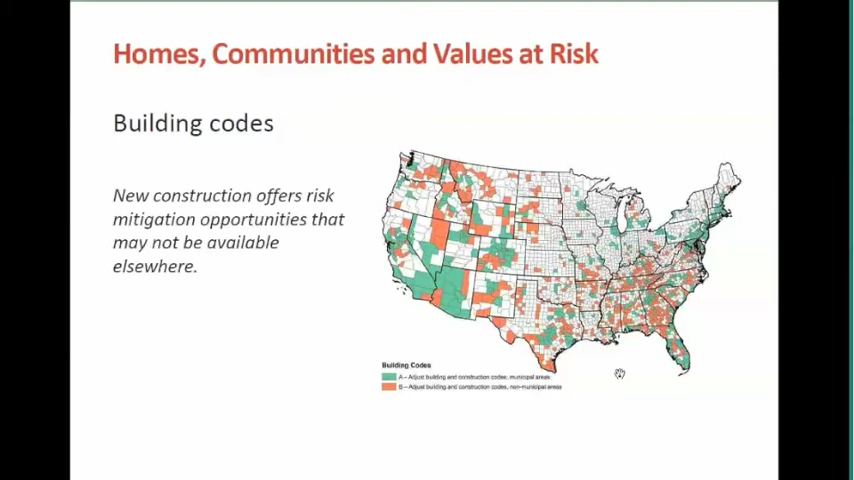 Homes, Communities and Values at Risk
Building codes
New construction offers risk
mitigation opportunities that
may not be available
elsewhere.
Building Codes
A – Adjust building and construction codes, municipal areas
B – Adjust building and construction codes, non-municipal areas